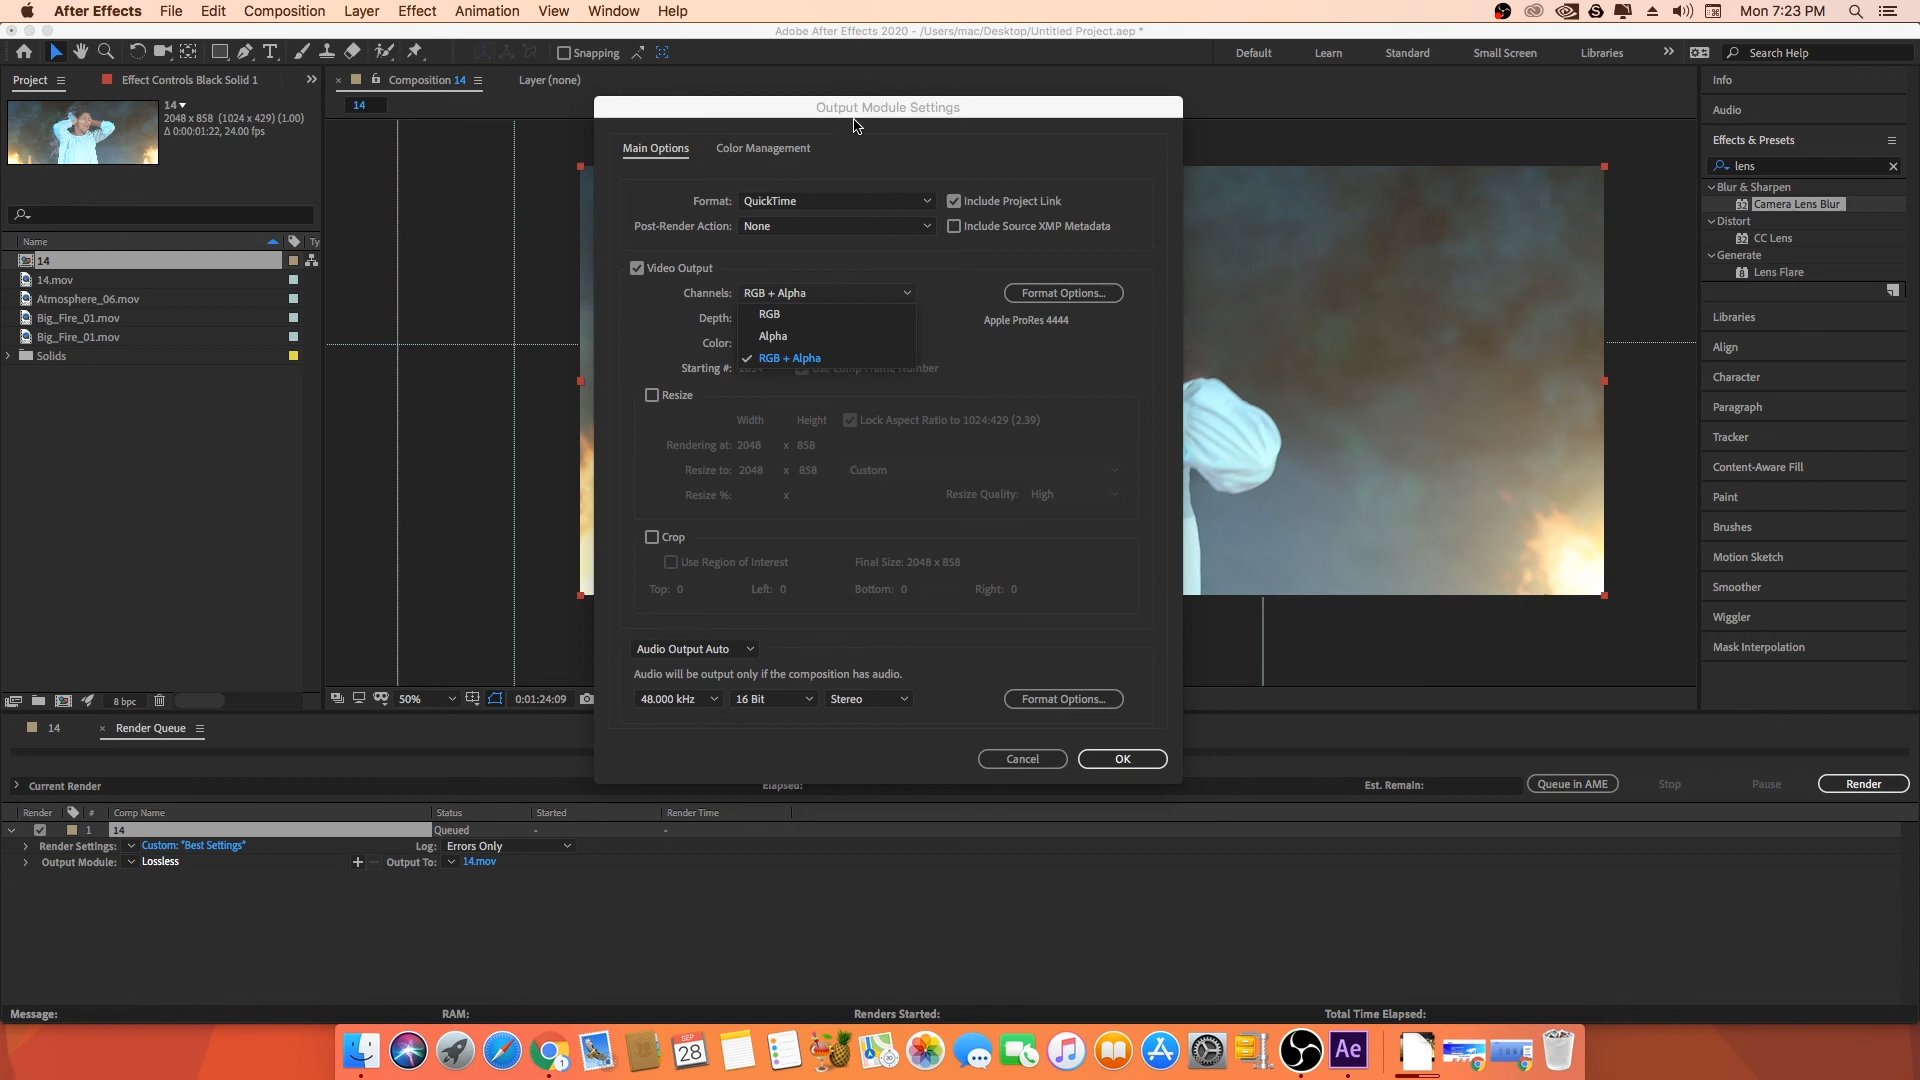 After Effects File Edit Composition Layer Effect Animation View Window Help Mon 7:23 PM
Adobe After Effects 2020 - /Users/mac/Desktop/Untitled Project.aep *
Snapping Default Learn Standard Small Screen Libraries Search Help
Project Effect Controls Black Solid 1 Composition 14 Layer (none) Info
14
2048 x 858 (1024 x 429) (1.00)
Δ 0:00:01:22, 24.00 fps
14
Output Module Settings
Audio
Main Options Color Management
Effects & Presets
lens
Blur & Sharpen
Camera Lens Blur
Distort
CC Lens
Generate
Lens Flare
Format: QuickTime Include Project Link
Post-Render Action: None Include Source XMP Metadata
Name Ty
14
14.mov
Atmosphere_06.mov
Big_Fire_01.mov
Big_Fire_01.mov
Solids
Video Output
Channels: RGB + Alpha Format Options...
RGB
Depth: Apple ProRes 4444
Alpha
Color:
RGB + Alpha
Starting #: Use Comp Frame Number
Resize
Width Height Lock Aspect Ratio to 1024:429 (2.39)
Rendering at: 2048 x 858
Resize to: 2048 x 858 Custom
Resize %: x Resize Quality: High
Crop
Use Region of Interest Final Size: 2048 x 858
Top: 0 Left: 0 Bottom: 0 Right: 0
Audio Output Auto
Audio will be output only if the composition has audio.
48.000 kHz 16 Bit Stereo Format Options...
Cancel OK
Libraries
Align
Character
Paragraph
Tracker
Content-Aware Fill
Paint
Brushes
Motion Sketch
Smoother
Wiggler
Mask Interpolation
8 bpc 50% 0:01:24:09
14 Render Queue
Current Render Elapsed: Est. Remain: Queue in AME Stop Pause Render
Render # Comp Name Status Started Render Time
1 14 Queued - -
Render Settings: Custom: "Best Settings" Log: Errors Only
Output Module: Lossless Output To: 14.mov
Message: RAM: Renders Started: Total Time Elapsed:
SEP
28
1
Ae